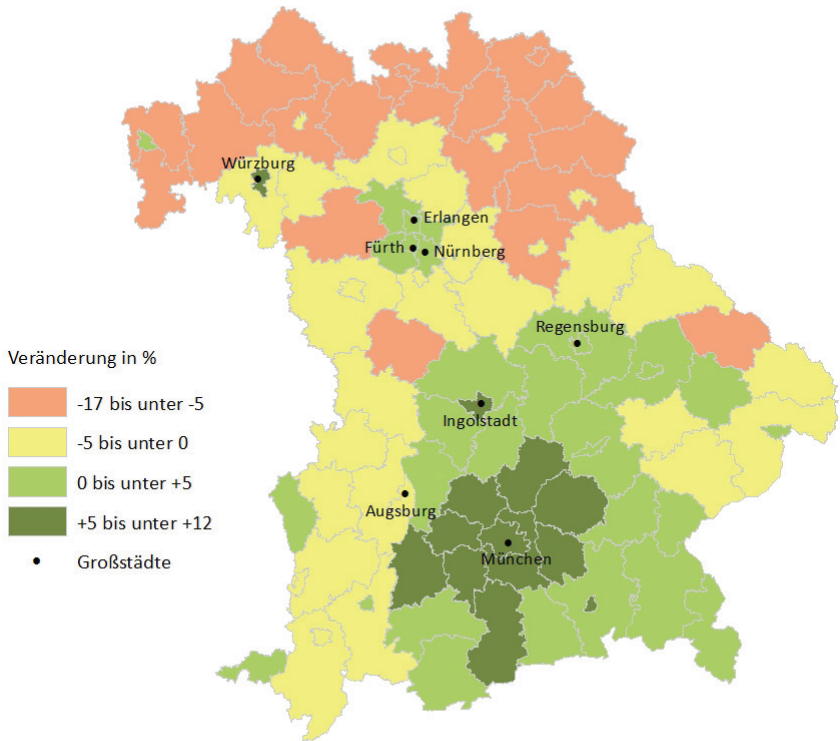 Würzburg
Erlangen
Fürth
Nürnberg
Regensburg
Veränderung in %
-17 bis unter -5
-5 bis unter 0
0 bis unter +5
+5 bis unter +12
Großstädte
Ingolstadt
Augsburg
München